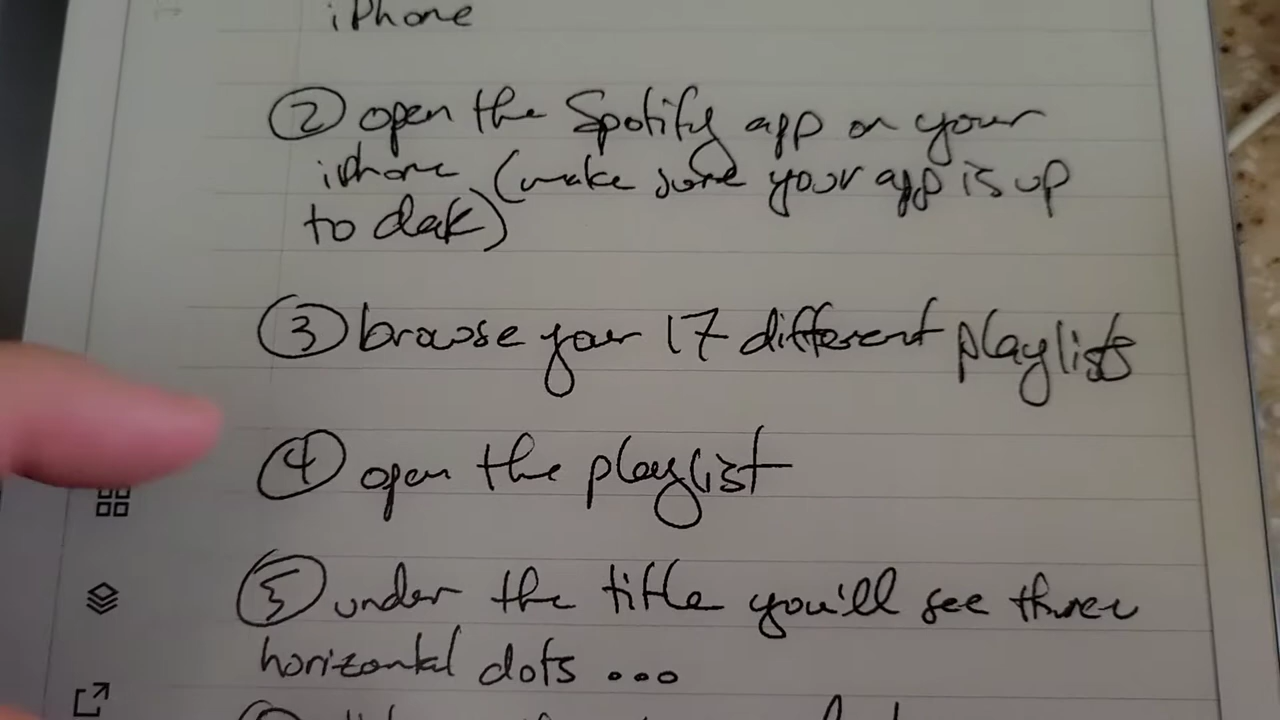 iPhone
② open the Spotify app on your
iphone (make sure your app is up
to date)
③ browse your 17 different playlists
④ open the playlist
⑤ under the title you'll see three
horizontal dots ...